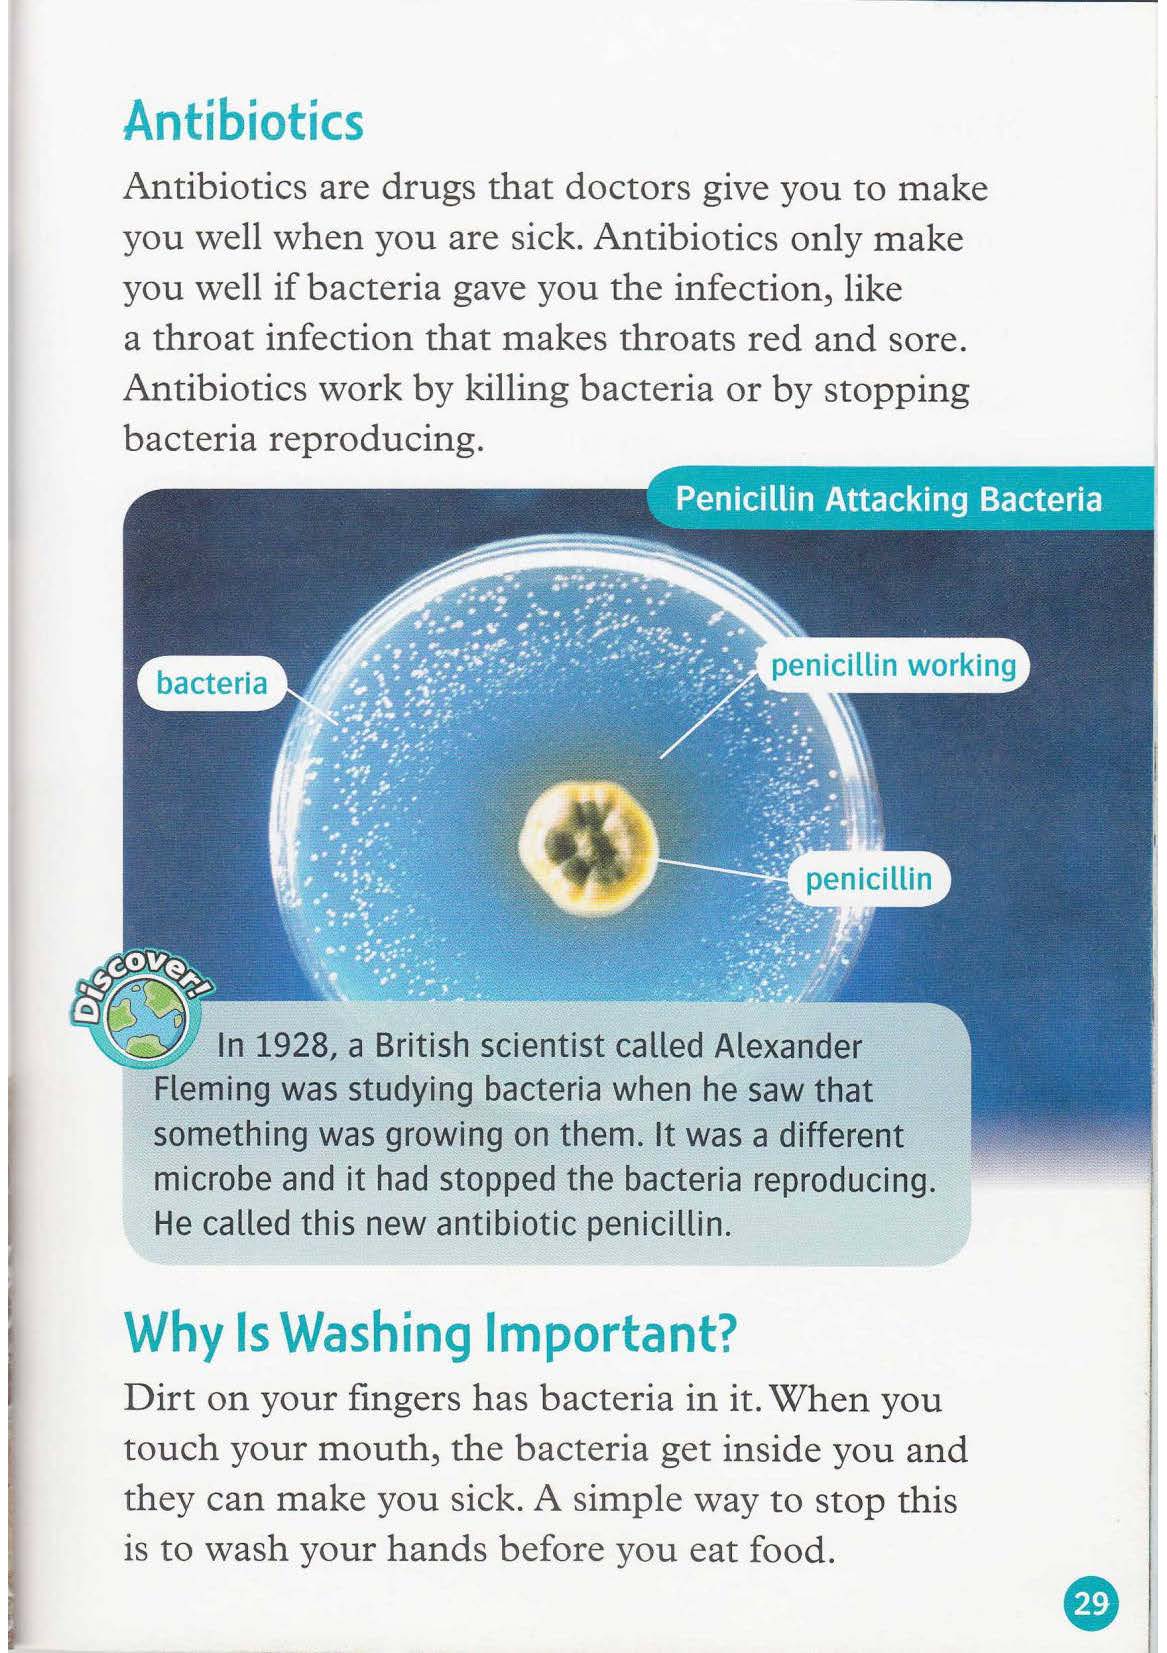 Antibiotics
Antibiotics are drugs that doctors give you to make
you well when you are sick. Antibiotics only make
you well if bacteria gave you the infection, like
a throat infection that makes throats red and sore.
Antibiotics work by killing bacteria or by stopping
bacteria reproducing.
Penicillin Attacking Bacteria
bacteria
penicillin working
penicillin
Discover!
In 1928, a British scientist called Alexander
Fleming was studying bacteria when he saw that
something was growing on them. It was a different
microbe and it had stopped the bacteria reproducing.
He called this new antibiotic penicillin.
Why Is Washing Important?
Dirt on your fingers has bacteria in it. When you
touch your mouth, the bacteria get inside you and
they can make you sick. A simple way to stop this
is to wash your hands before you eat food.
29